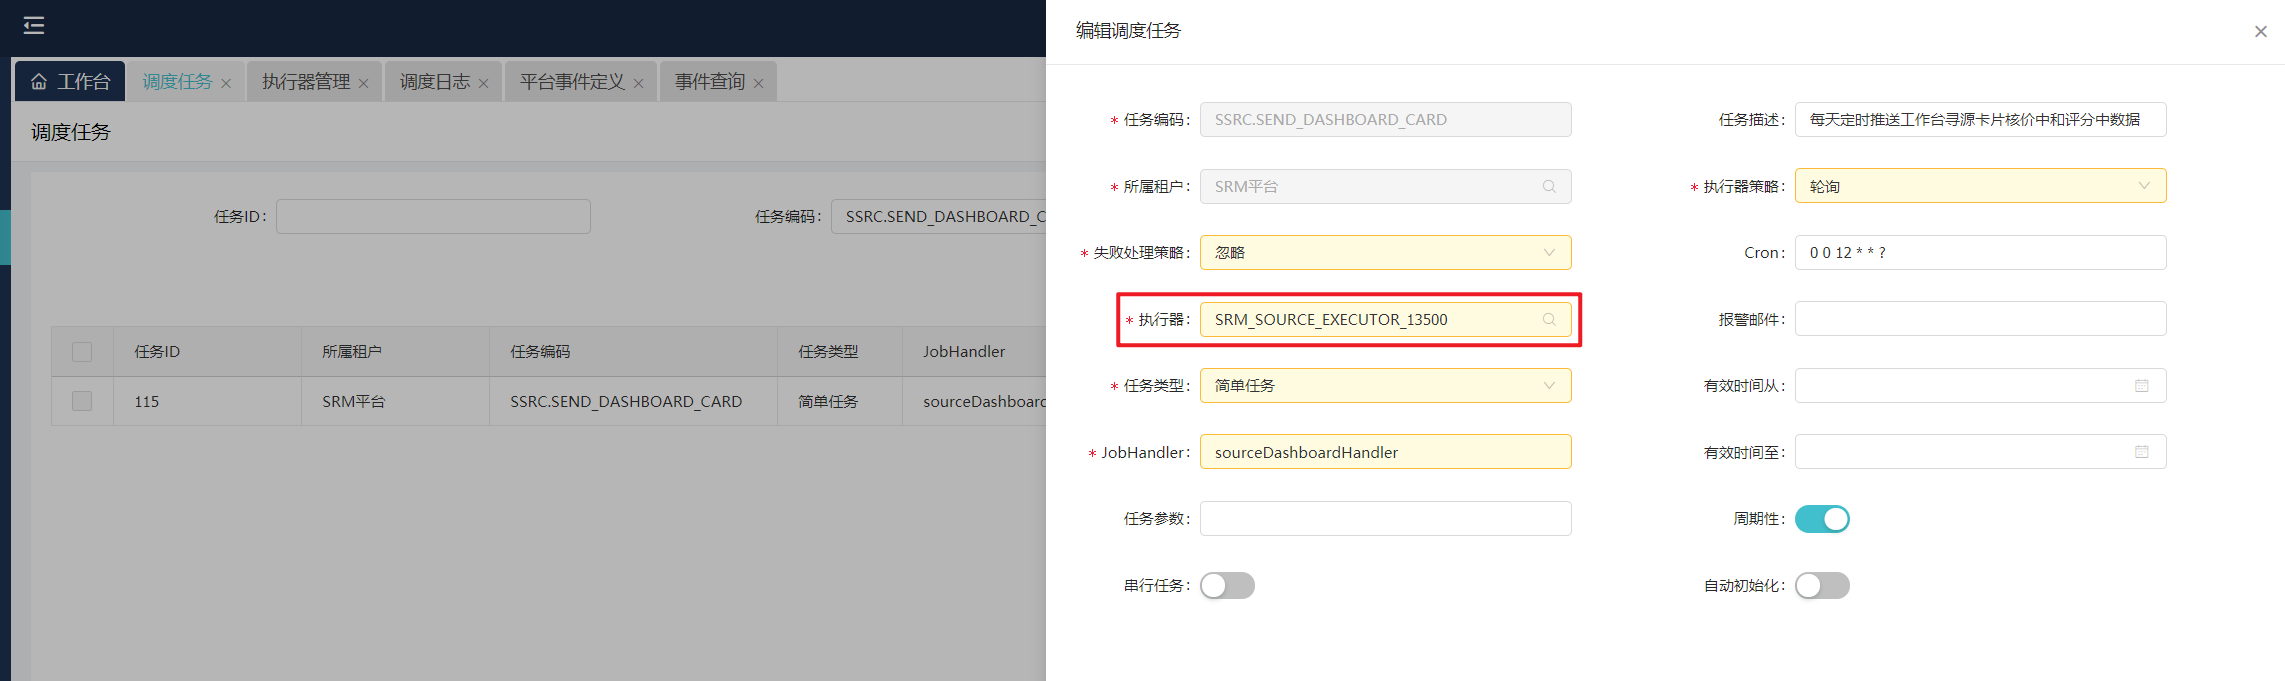 工作台
调度任务
执行器管理
调度日志
平台事件定义
事件查询
调度任务
任务ID:
任务编码: SSRC.SEND_DASHBOARD_C
任务ID 所属租户 任务编码 任务类型 JobHandler
115 SRM平台 SSRC.SEND_DASHBOARD_CARD 简单任务 sourceDashboard
编辑调度任务
* 任务编码: SSRC.SEND_DASHBOARD_CARD
任务描述: 每天定时推送工作台寻源卡片核价中和评分中数据
* 所属租户: SRM平台
* 执行器策略: 轮询
* 失败处理策略: 忽略
Cron: 0 0 12 * * ?
* 执行器: SRM_SOURCE_EXECUTOR_13500
报警邮件:
* 任务类型: 简单任务
有效时间从:
* JobHandler: sourceDashboardHandler
有效时间至:
任务参数:
周期性:
串行任务:
自动初始化: